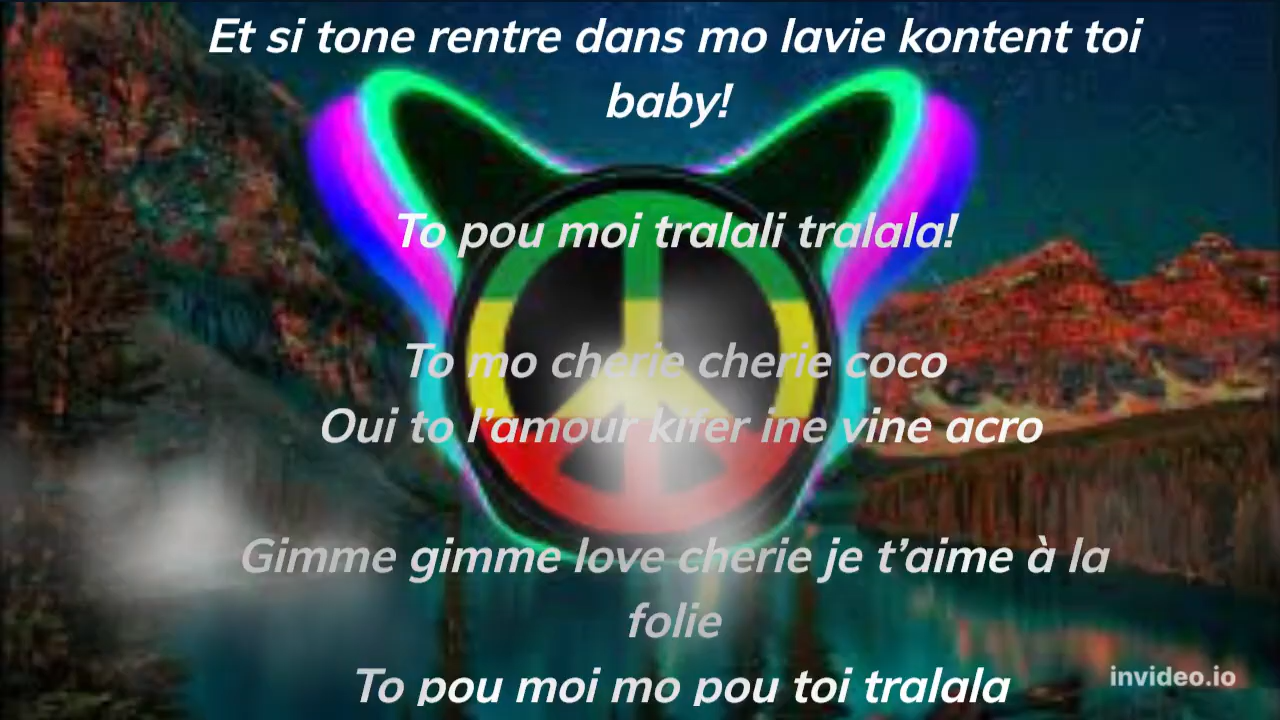 Et si tone rentre dans mo lavie kontent toi
baby!
To pou moi tralali tralala!
To mo cherie cherie coco
Oui to l’amour kifer ine vine acro
Gimme gimme love cherie je t’aime à la
folie
To pou moi mo pou toi tralala
invideo.io